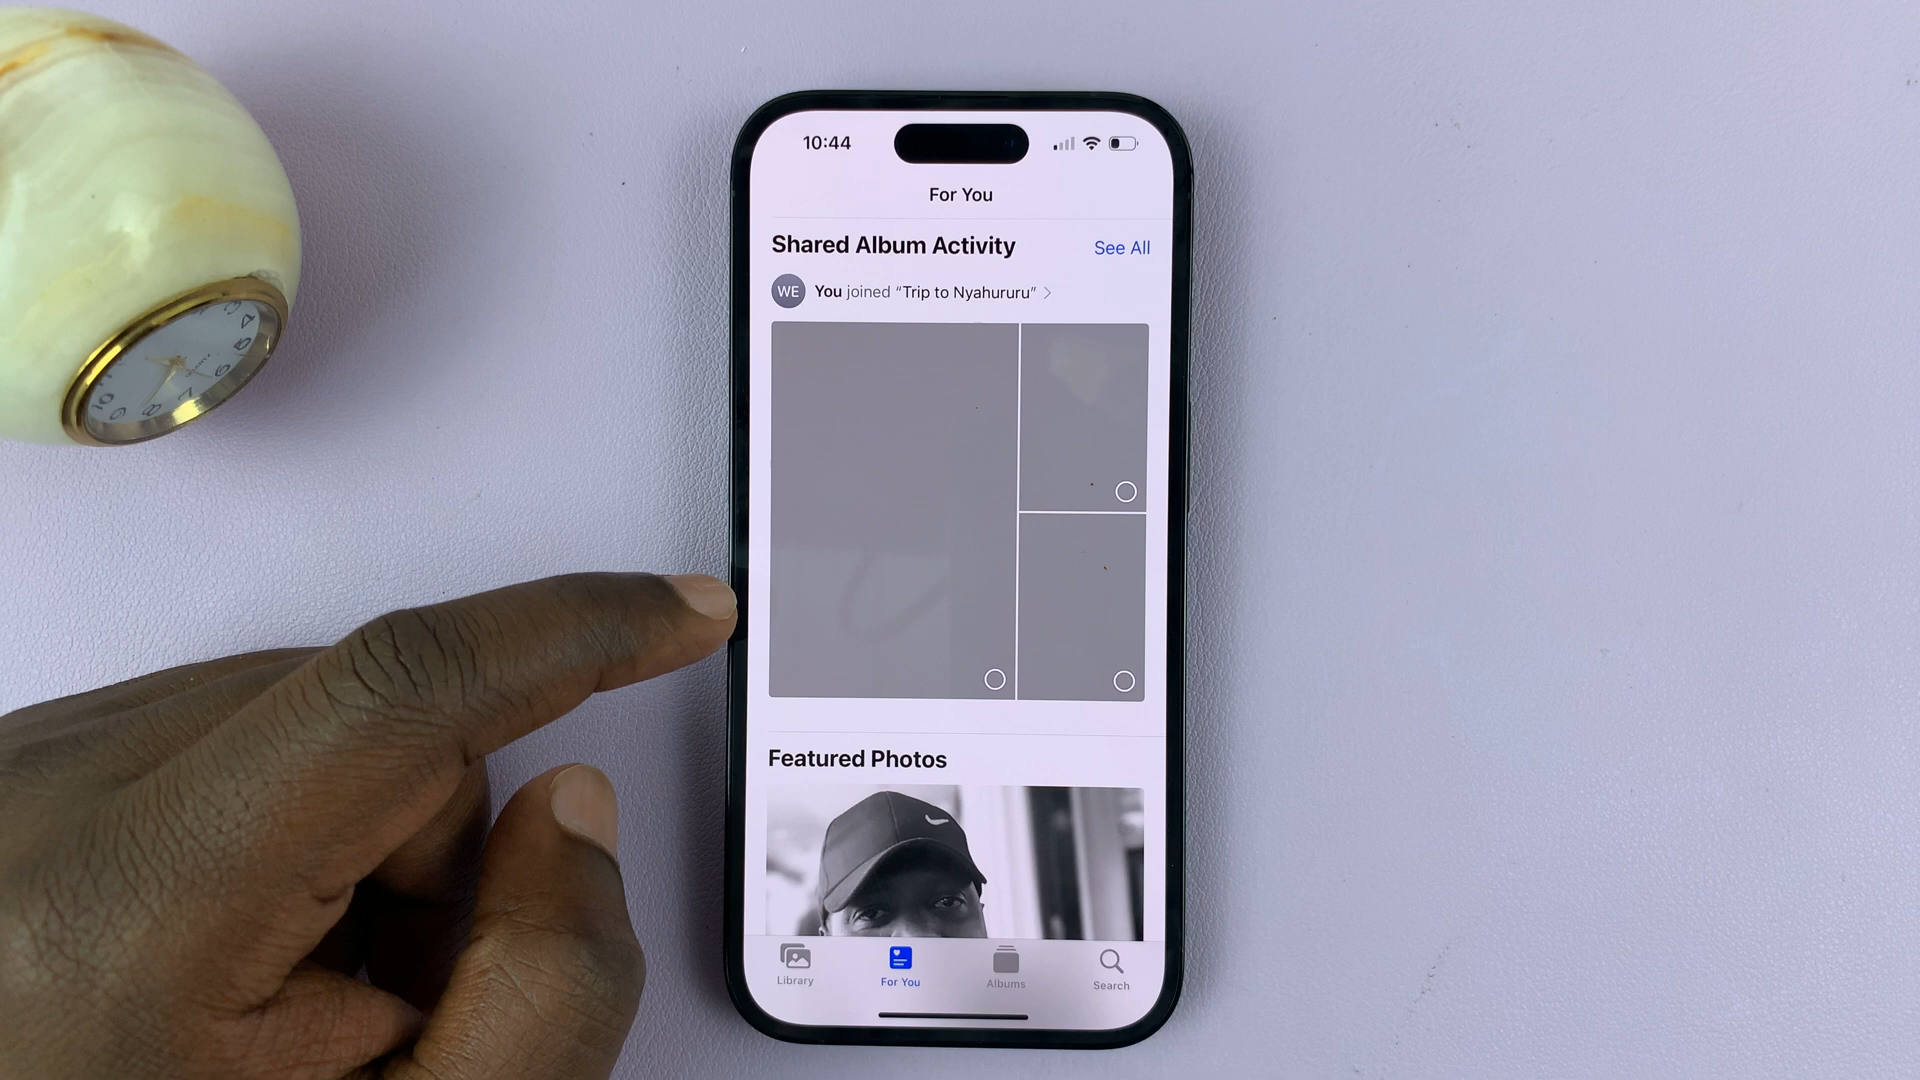 10:44
For You
Shared Album Activity
See All
WE
You joined “Trip to Nyahururu” >
Featured Photos
Library
For You
Albums
Search